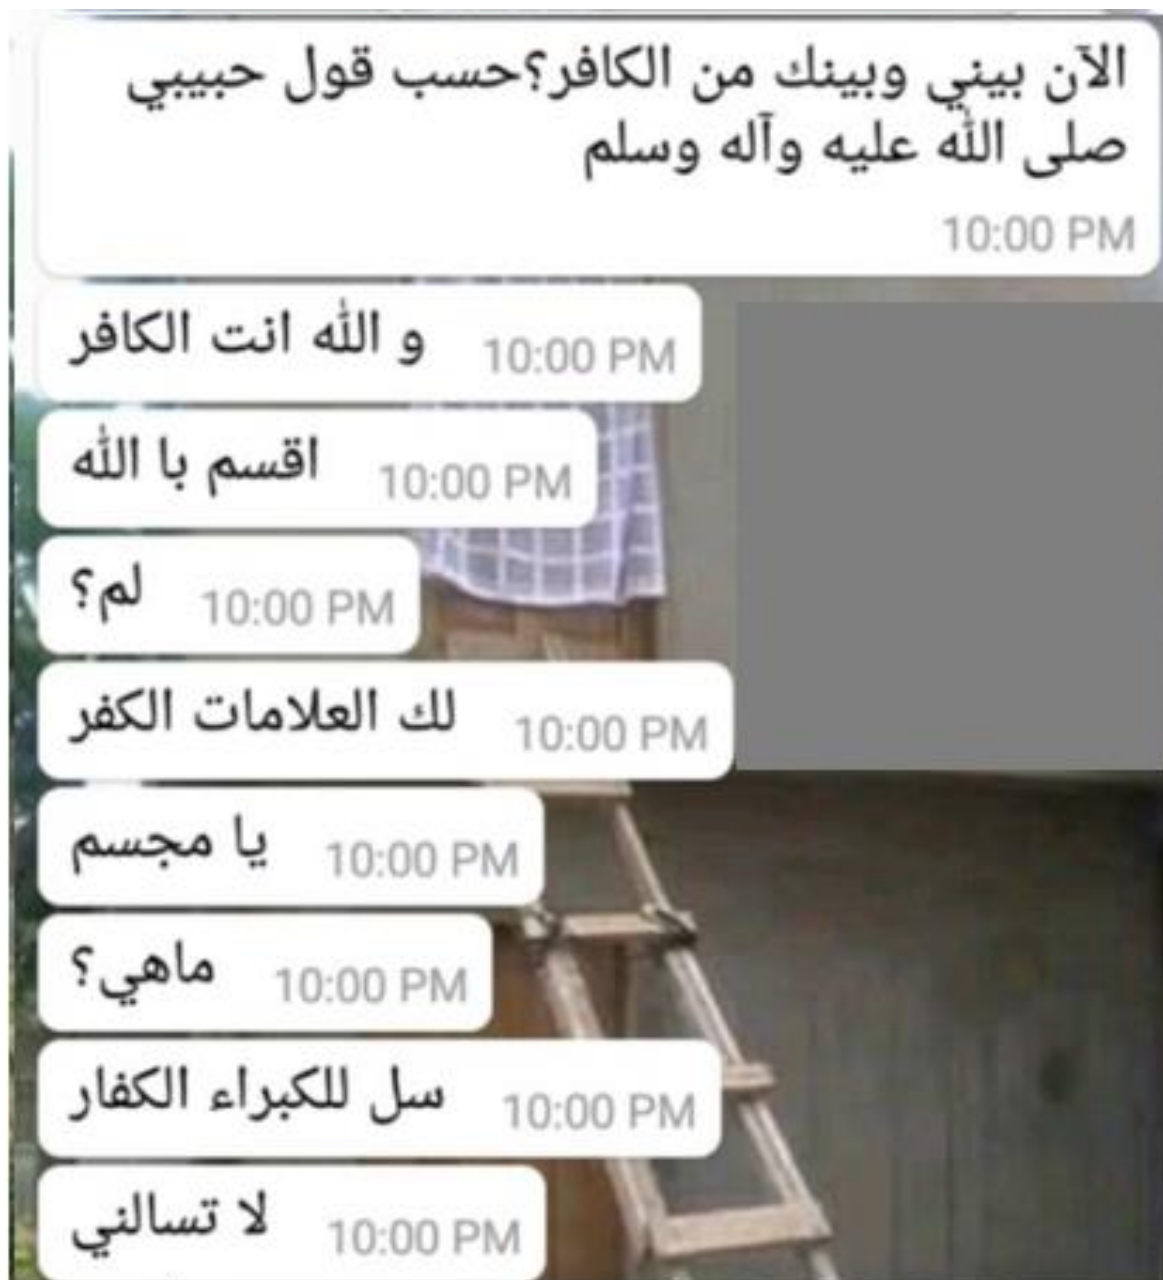 الآن بيني وبينك من الكافر؟حسب قول حبيبي
صلى الله عليه وآله وسلم
10:00 PM
و الله انت الكافر 10:00 PM
اقسم با الله 10:00 PM
لم؟ 10:00 PM
لك العلامات الكفر 10:00 PM
يا مجسم 10:00 PM
ماهي؟ 10:00 PM
سل للكبراء الكفار 10:00 PM
لا تسالني 10:00 PM